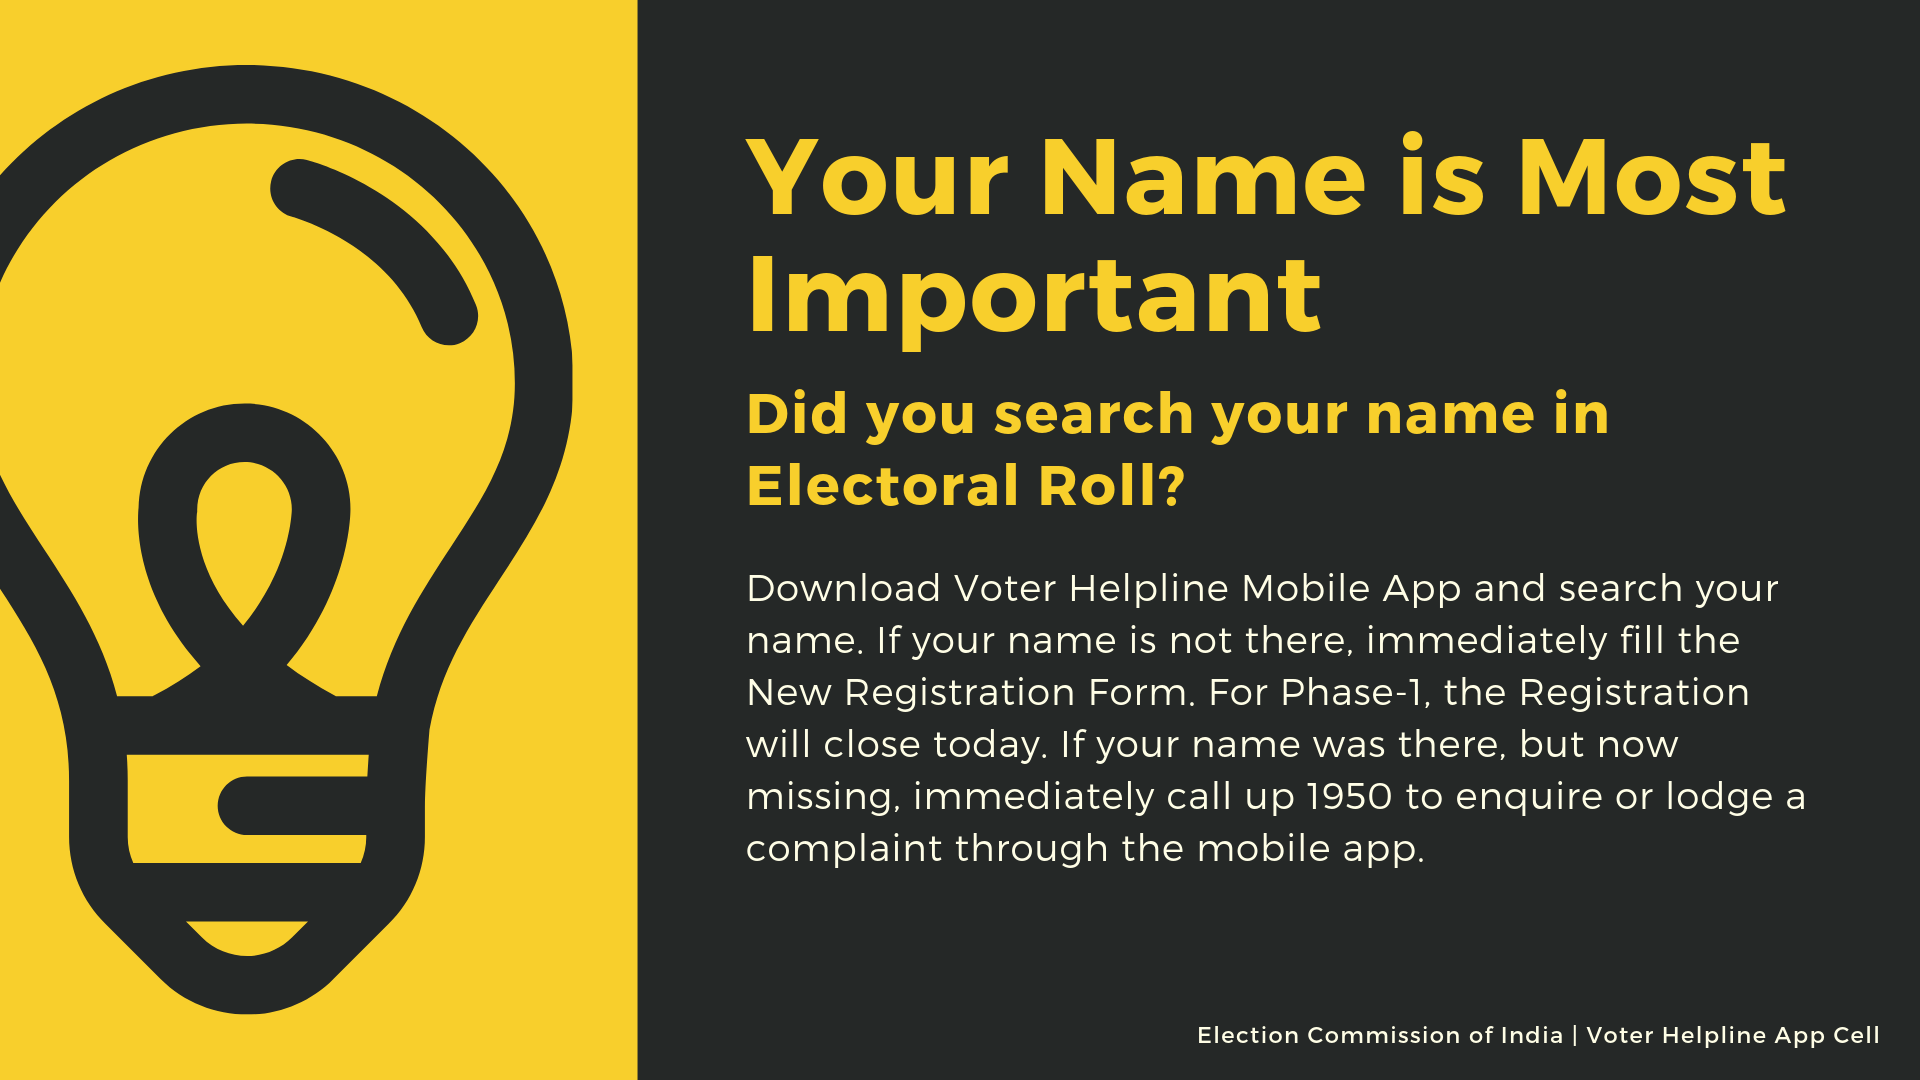 Your Name is Most
Important
Did you search your name in
Electoral Roll?
Download Voter Helpline Mobile App and search your
name. If your name is not there, immediately fill the
New Registration Form. For Phase-1, the Registration
will close today. If your name was there, but now
missing, immediately call up 1950 to enquire or lodge a
complaint through the mobile app.
Election Commission of India | Voter Helpline App Cell